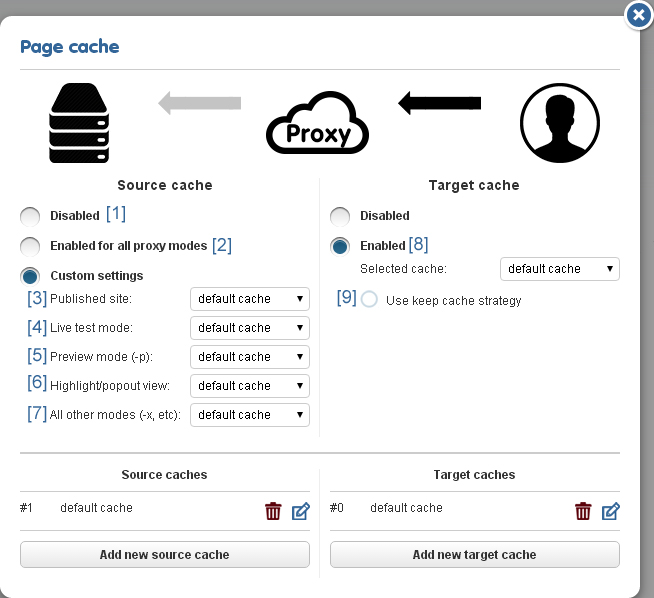 Page cache
Proxy
Source cache
Disabled [1]
Enabled for all proxy modes [2]
Custom settings
[3] Published site: default cache
[4] Live test mode: default cache
[5] Preview mode (-p): default cache
[6] Highlight/popout view: default cache
[7] All other modes (-x, etc): default cache
Target cache
Disabled
Enabled [8]
Selected cache: default cache
[9] Use keep cache strategy
Source caches
#1 default cache
Add new source cache
Target caches
#0 default cache
Add new target cache